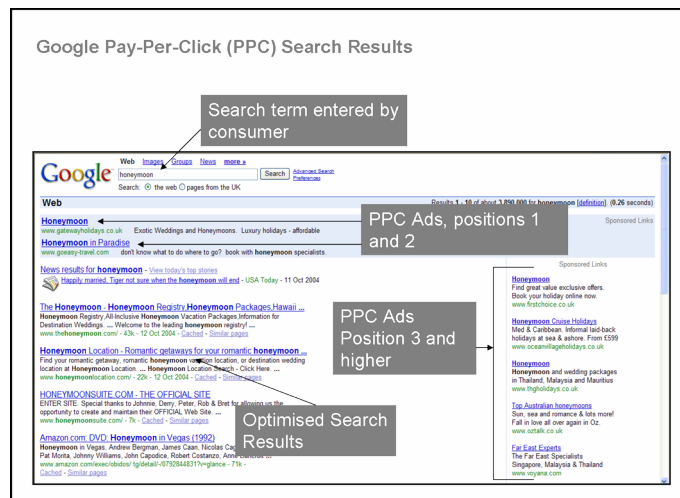 Google Pay-Per-Click (PPC) Search Results
Search term entered by
consumer
Google
Web Images Groups News more »
honeymoon
Search
Advanced Search
Preferences
Search: the web pages from the UK
Web
Results 1 - 10 of about 3,890,000 for honeymoon [definition]. (0.26 seconds)
Honeymoon
www.gatewayholidays.co.uk Exotic Weddings and Honeymoons. Luxury holidays - affordable
Honeymoon in Paradise
www.goeasy-travel.com don't know what to do where to go? book with honeymoon specialists.
Sponsored Links
PPC Ads, positions 1
and 2
News results for honeymoon - View today's top stories
Happily married, Tiger not sure when the honeymoon will end - USA Today - 11 Oct 2004
The Honeymoon - Honeymoon Registry,Honeymoon Packages,Hawaii ...
Honeymoon Registry,All-Inclusive Honeymoon Vacation Packages,Information for
Destination Weddings. ... Welcome to the leading honeymoon registry! ...
www.thehoneymoon.com/ - 43k - 12 Oct 2004 - Cached - Similar pages
Honeymoon Location - Romantic getaways for your romantic honeymoon ...
Find your romantic getaway, romantic honeymoon vacation location, or destination wedding
location at Honeymoon Location. ... Honeymoon Location Search - Click Here. ...
www.honeymoonlocation.com/ - 22k - 12 Oct 2004 - Cached - Similar pages
HONEYMOONSUITE.COM - THE OFFICIAL SITE
ENTER SITE. Special thanks to Johnnie, Derry, Peter, Rob & Bret for allowing us the
opportunity to create and maintain their OFFICIAL Web Site. ...
www.honeymoonsuite.com/ - 7k - Cached - Similar pages
Amazon.com: DVD: Honeymoon in Vegas (1992)
Honeymoon in Vegas, Andrew Bergman, James Caan, Nicolas
Pat Morita, Johnny Williams, John Capodice, Robert Costanzo, Anne
www.amazon.com/exec/obidos/ tg/detail/-/0792844831?v=glance - 71k -
Cached - Similar pages
PPC Ads
Position 3 and
higher
Optimised Search
Results
Sponsored Links
Honeymoon
Find great value exclusive offers.
Book your holiday online now.
www.firstchoice.co.uk
Honeymoon Cruise Holidays
Med & Caribbean. Informal laid-back
holidays at sea & ashore. From £599
www.oceanvillageholidays.co.uk
Honeymoon
Honeymoon and wedding packages
in Thailand, Malaysia and Mauritius
www.thgholidays.co.uk
Top Australian honeymoons
Sun, sea and romance & lots more!
Fall in love all over again in Oz.
www.oztalk.co.uk
Far East Experts
The Far East Specialists
Singapore, Malaysia & Thailand
www.voyana.com